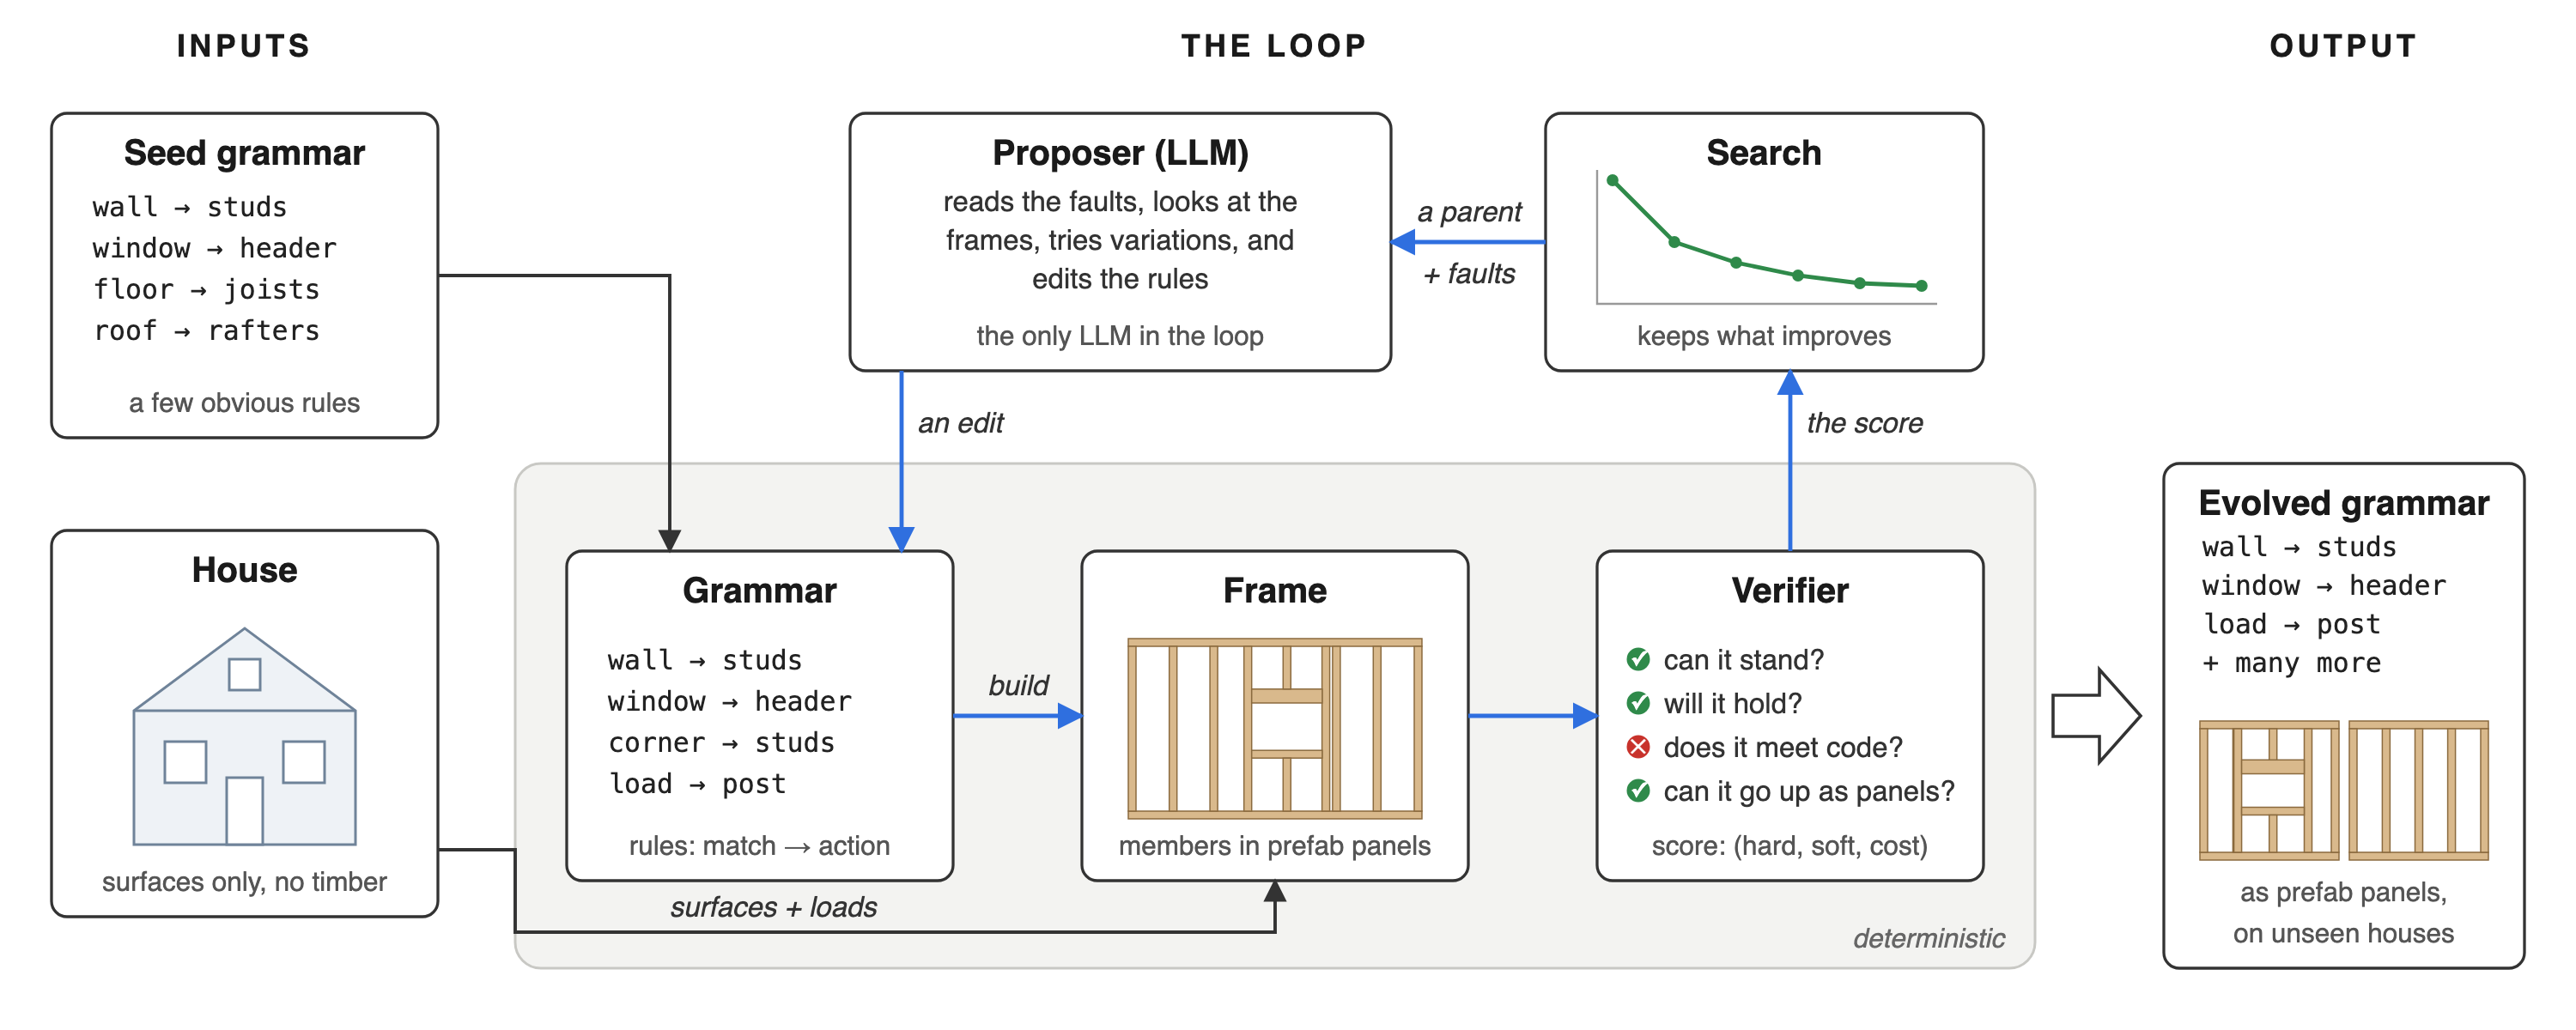 INPUTS
THE LOOP
OUTPUT
Seed grammar
wall → studs
window → header
floor → joists
roof → rafters
a few obvious rules
Proposer (LLM)
reads the faults, looks at the
frames, tries variations, and
edits the rules
the only LLM in the loop
a parent
+ faults
Search
keeps what improves
an edit
the score
House
surfaces only, no timber
Grammar
wall → studs
window → header
corner → studs
load → post
rules: match → action
build
surfaces + loads
Frame
members in prefab panels
Verifier
can it stand?
will it hold?
does it meet code?
can it go up as panels?
score: (hard, soft, cost)
deterministic
Evolved grammar
wall → studs
window → header
load → post
+ many more
as prefab panels,
on unseen houses